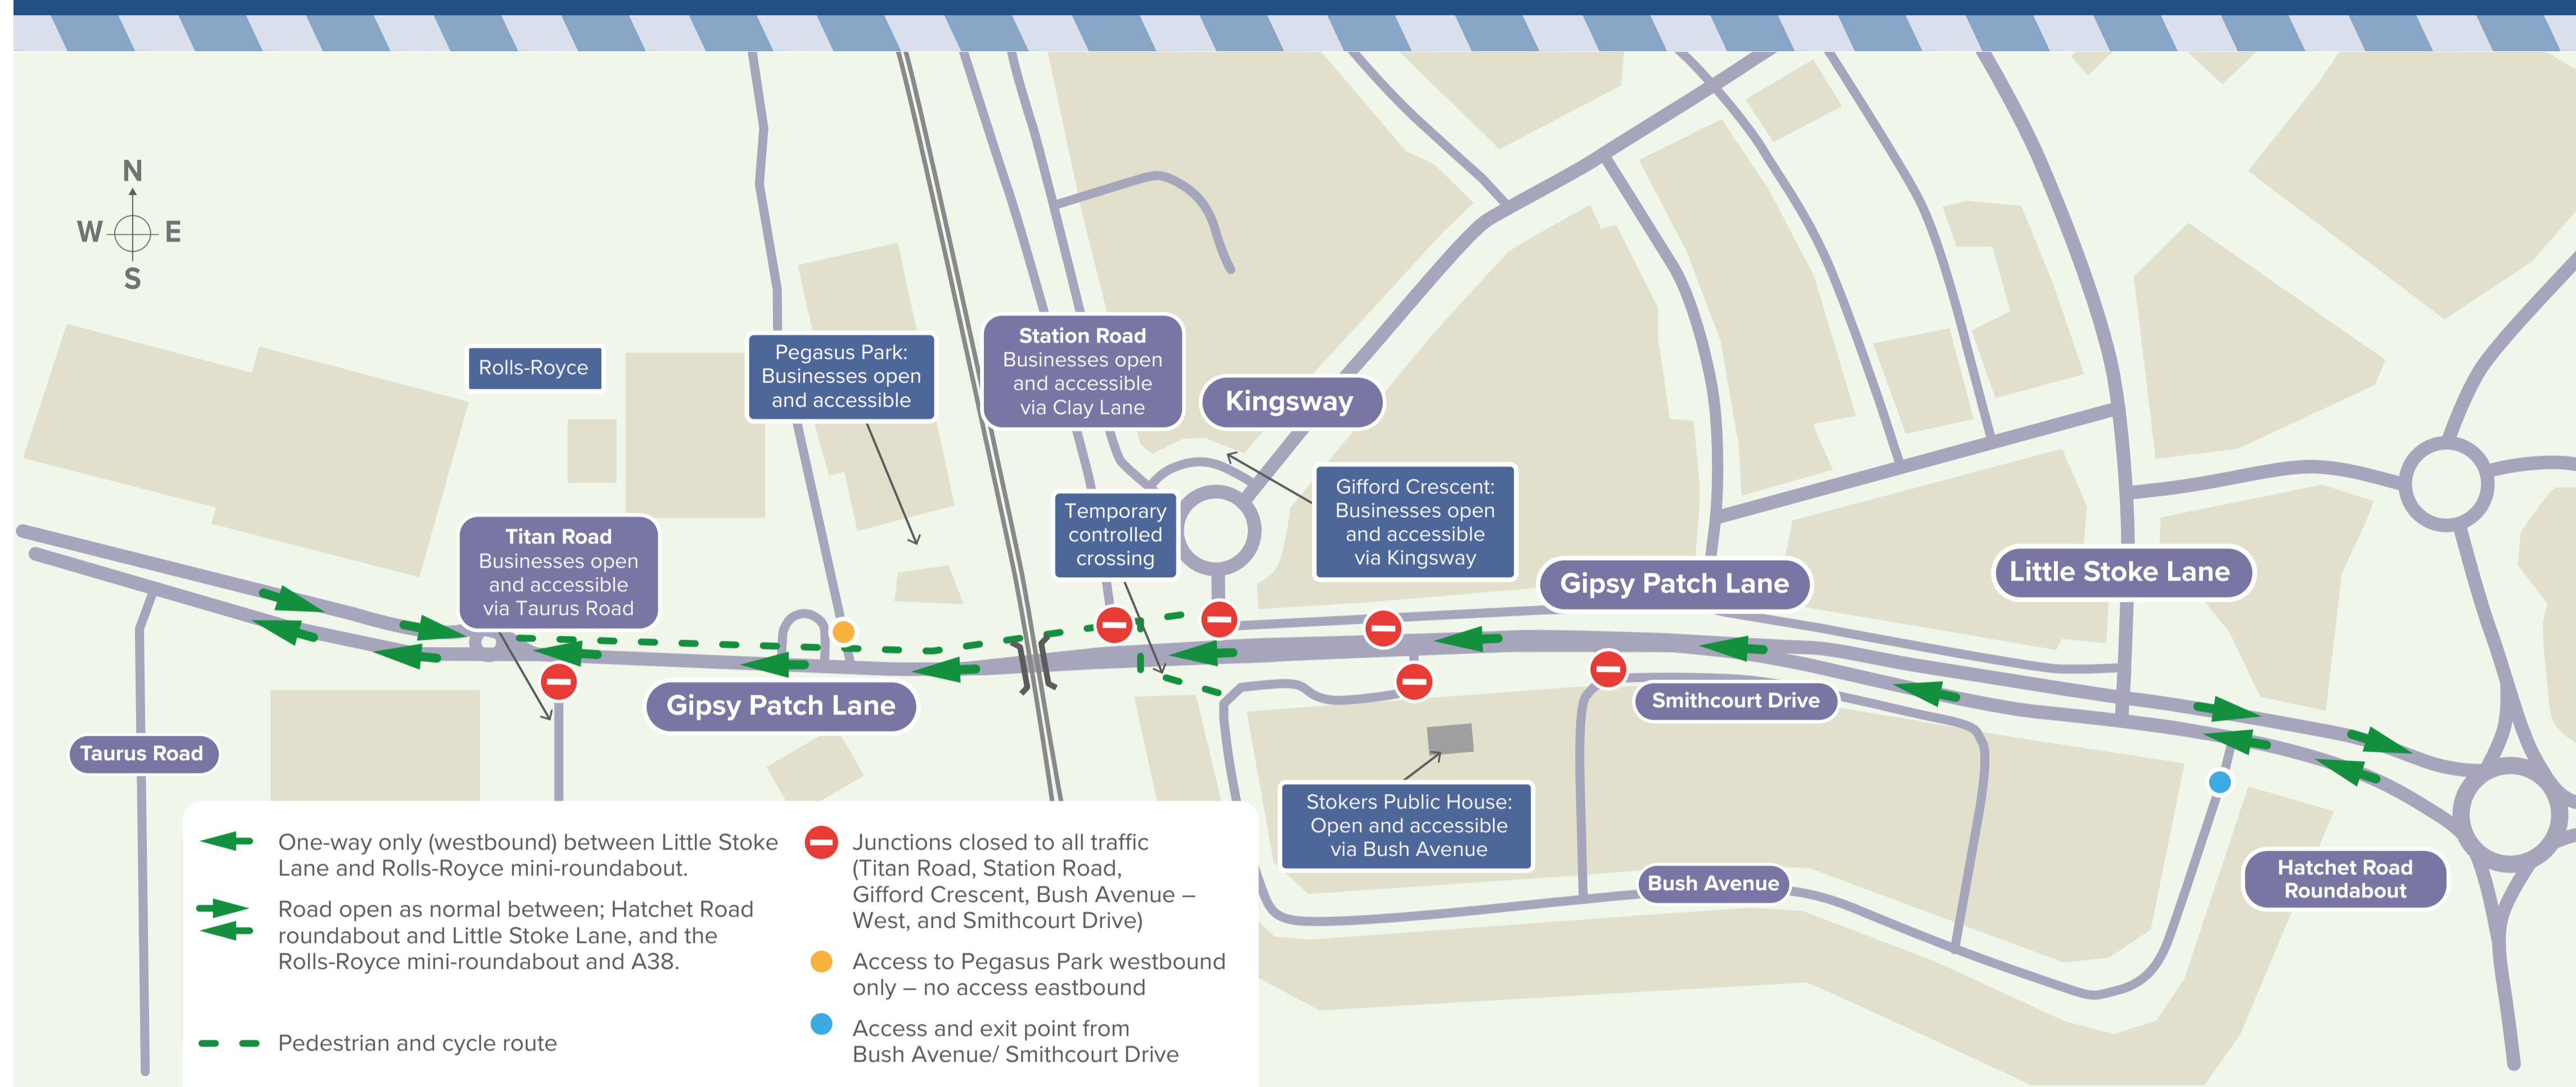 N
W
E
S
Rolls-Royce
Pegasus Park:
Businesses open
and accessible
Station Road
Businesses open
and accessible
via Clay Lane
Kingsway
Gifford Crescent:
Businesses open
and accessible
via Kingsway
Temporary
controlled
crossing
Titan Road
Businesses open
and accessible
via Taurus Road
Gipsy Patch Lane
Little Stoke Lane
Gipsy Patch Lane
Smithcourt Drive
Taurus Road
Stokers Public House:
Open and accessible
via Bush Avenue
Bush Avenue
Hatchet Road
Roundabout
One-way only (westbound) between Little Stoke
Lane and Rolls-Royce mini-roundabout.
Road open as normal between; Hatchet Road
roundabout and Little Stoke Lane, and the
Rolls-Royce mini-roundabout and A38.
Pedestrian and cycle route
Junctions closed to all traffic
(Titan Road, Station Road,
Gifford Crescent, Bush Avenue –
West, and Smithcourt Drive)
Access to Pegasus Park westbound
only – no access eastbound
Access and exit point from
Bush Avenue/ Smithcourt Drive